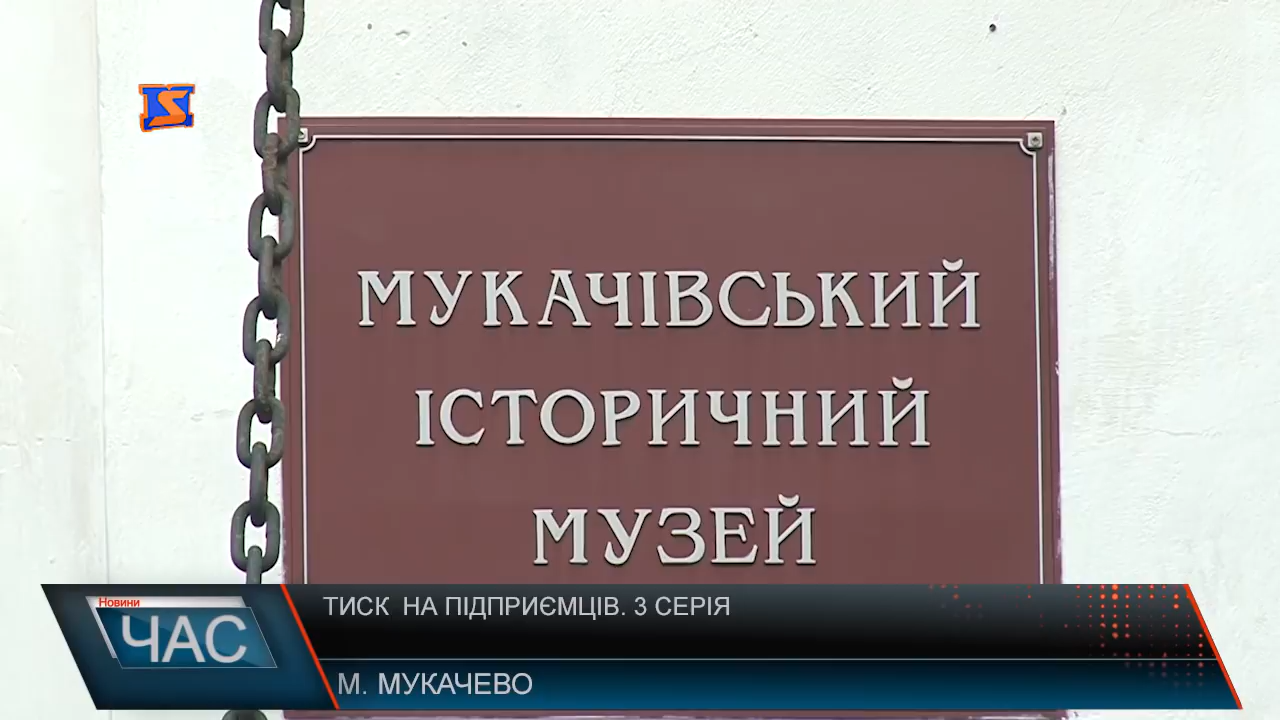 МУКАЧІВСЬКИЙ
ІСТОРИЧНИЙ
МУЗЕЙ
Новини
ЧАС
ТИСК НА ПІДПРИЄМЦІВ. 3 СЕРІЯ
М. МУКАЧЕВО